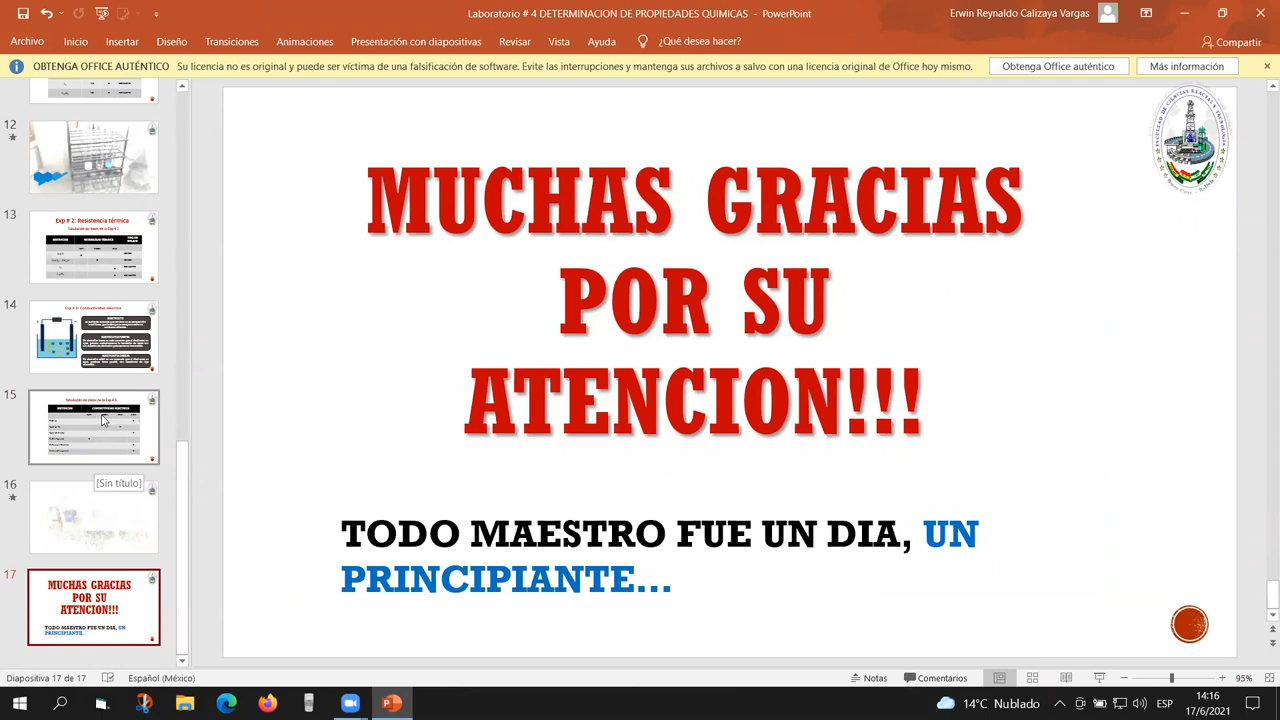 Laboratorio # 4 DETERMINACION DE PROPIEDADES QUIMICAS - PowerPoint
Erwin Reynaldo Calizaya Vargas
Archivo Inicio Insertar Diseño Transiciones Animaciones Presentación con diapositivas Revisar Vista Ayuda ¿Qué desea hacer? Compartir
OBTENGA OFFICE AUTÉNTICO Su licencia no es original y puede ser víctima de una falsificación de software. Evite las interrupciones y mantenga sus archivos a salvo con una licencia original de Office hoy mismo. Obtenga Office auténtico Más información
12
13
Exp # 2: Resistencia térmica
14
15
[Sin título]
16
17
MUCHAS GRACIAS
POR SU
ATENCION!!!
TODO MAESTRO FUE UN DIA, UN
PRINCIPIANTE...
MUCHAS GRACIAS
POR SU
ATENCION!!!
TODO MAESTRO FUE UN DIA, UN
PRINCIPIANTE...
Diapositiva 17 de 17 Español (México) Notas Comentarios 95%
14°C Nublado ESP
14:16
17/6/2021